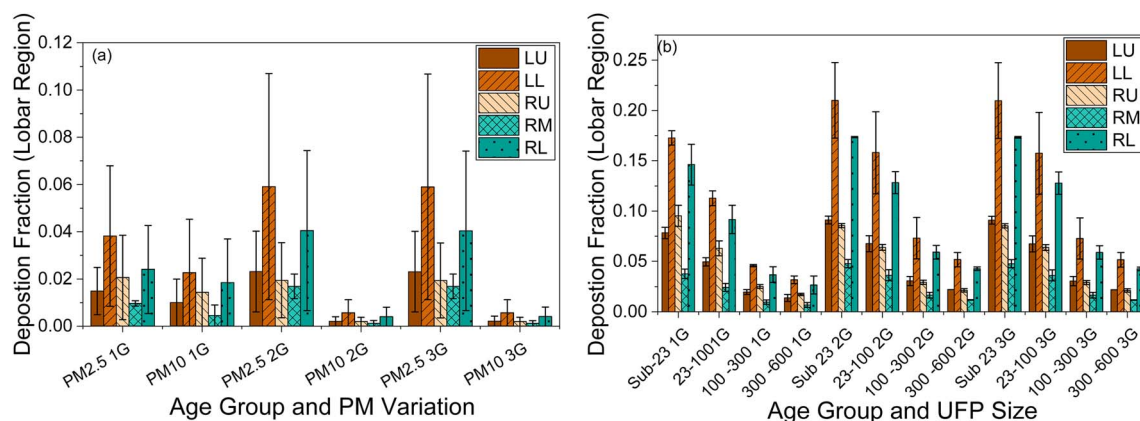 (a)
LU
LL
RU
RM
RL
0.12
0.10
0.08
0.06
0.04
0.02
0.00
Depostion Fraction (Lobar Region)
PM2.5 1G
PM10 1G
PM2.5 2G
PM10 2G
PM2.5 3G
PM10 3G
Age Group and PM Variation
(b)
LU
LL
RU
RM
RL
0.25
0.20
0.15
0.10
0.05
0.00
Depostion Fraction (Lobar Region)
Sub-23 1G
23-1001G
100 -300 1G
300 -600 1G
Sub 23 2G
23-100 2G
100 -300 2G
300 -600 2G
Sub 23 3G
23-100 3G
100 -300 3G
300 -600 3G
Age Group and UFP Size